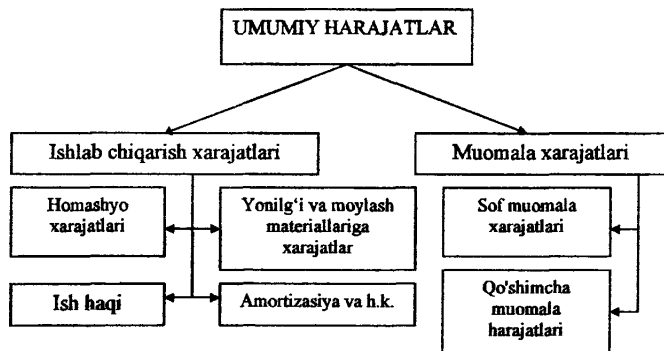 UMUMIY HARAJATLAR
Ishlab chiqarish xarajatlari
Muomala xarajatlari
Homashyo
xarajatlari
Yonilg‘i va moylash
materiallariga
xarajatlar
Sof muomala
xarajatlari
Ish haqi
Amortizasiya va h.k.
Qo'shimcha
muomala
harajatlari